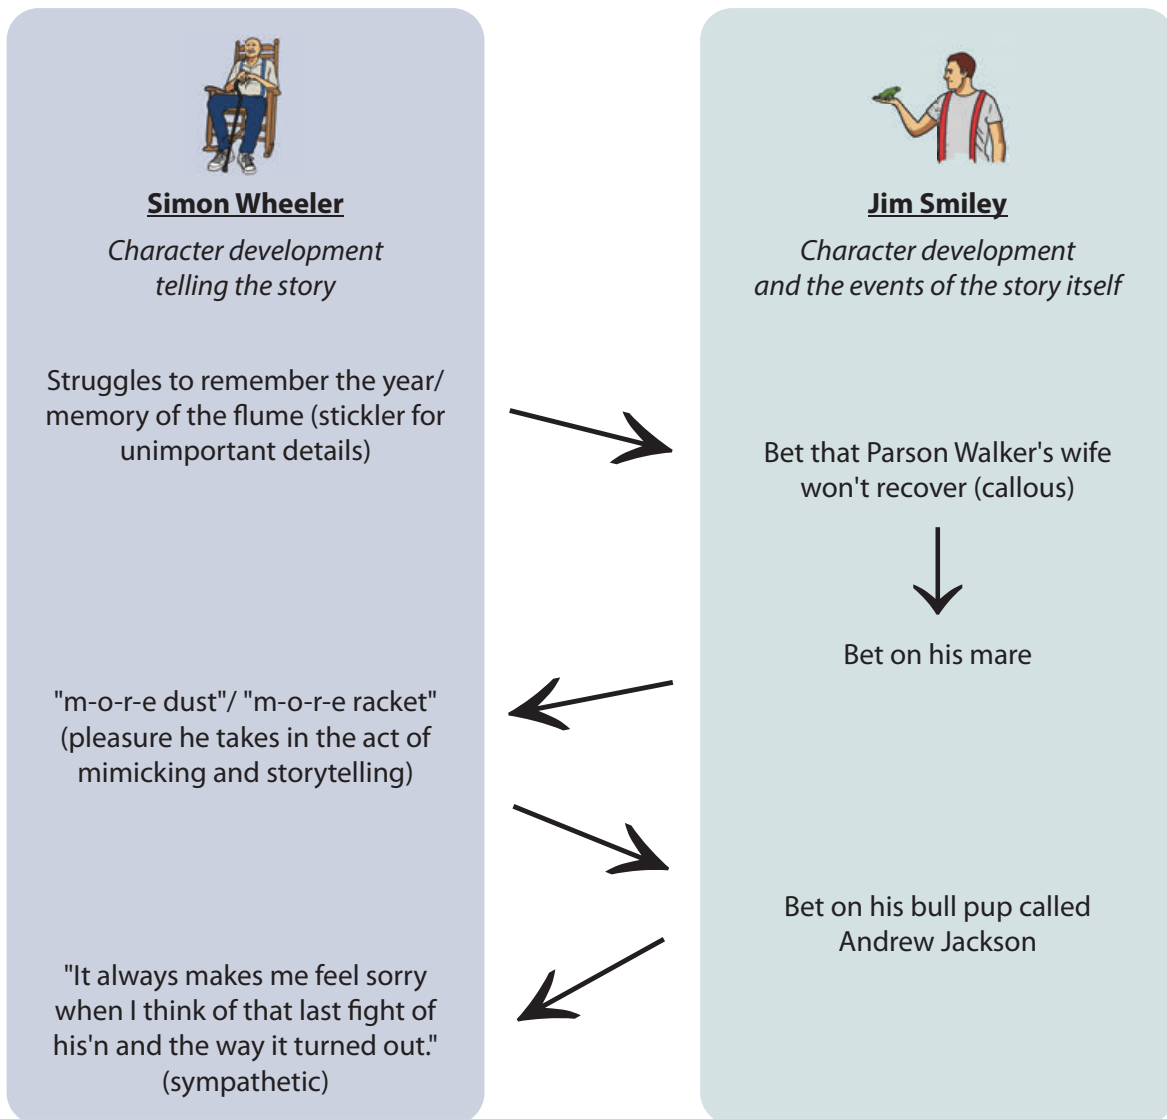 Simon Wheeler
Character development
telling the story
Struggles to remember the year/
memory of the flume (stickler for
unimportant details)
"m-o-r-e dust"/ "m-o-r-e racket"
(pleasure he takes in the act of
mimicking and storytelling)
"It always makes me feel sorry
when I think of that last fight of
his'n and the way it turned out."
(sympathetic)
Jim Smiley
Character development
and the events of the story itself
Bet that Parson Walker's wife
won't recover (callous)
Bet on his mare
Bet on his bull pup called
Andrew Jackson